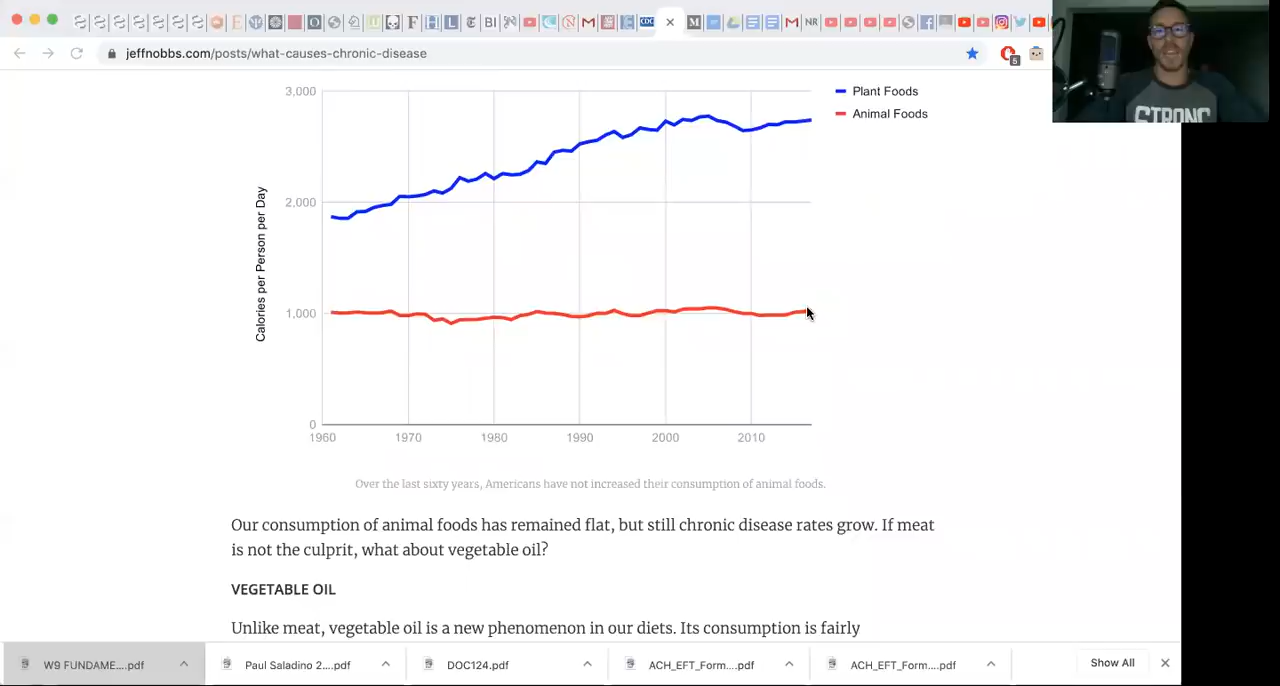 jeffnobbs.com/posts/what-causes-chronic-disease
5
STRONG
Plant Foods
Animal Foods
Calories per Person per Day
3,000
2,000
1,000
0
1960 1970 1980 1990 2000 2010
Over the last sixty years, Americans have not increased their consumption of animal foods.
Our consumption of animal foods has remained flat, but still chronic disease rates grow. If meat
is not the culprit, what about vegetable oil?
VEGETABLE OIL
Unlike meat, vegetable oil is a new phenomenon in our diets. Its consumption is fairly
W9 FUNDAME....pdf
Paul Saladino 2....pdf
DOC124.pdf
ACH_EFT_Form....pdf
ACH_EFT_Form....pdf
Show All